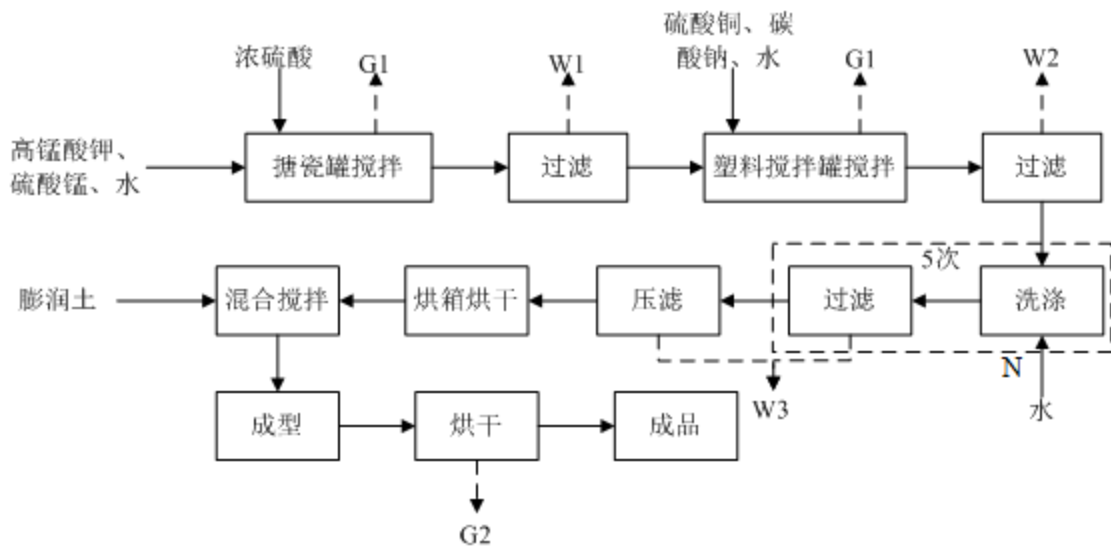 硫酸铜、碳
酸钠、水
浓硫酸
G1
W1
G1
W2
高锰酸钾、
硫酸锰、水
搪瓷罐搅拌
过滤
塑料搅拌罐搅拌
过滤
5次
膨润土
混合搅拌
烘箱烘干
压滤
过滤
洗涤
N
W3
水
成型
烘干
成品
G2